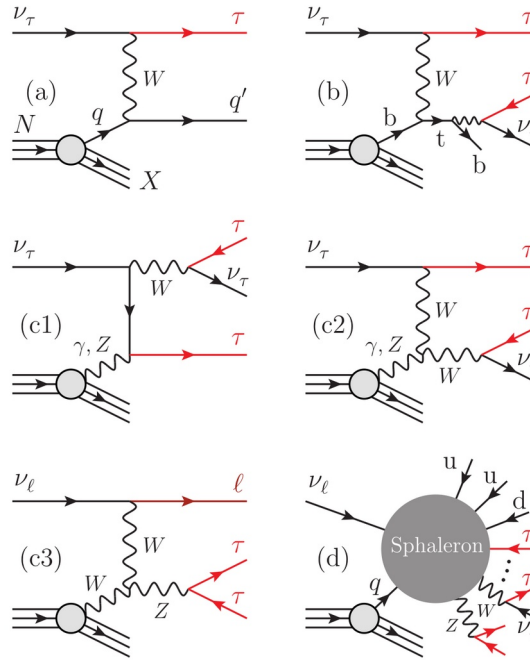 ν_τ τ ν_τ τ
W W τ
(a) q q′ (b) b ν
N t b
X
ν_τ τ ν_τ τ
W ν_τ W τ
(c1) τ (c2)
γ, Z γ, Z W ν
ν_ℓ ℓ ν_ℓ u u d
W Sphaleron τ
(c3) τ (d) τ
W Z τ q Z W ν